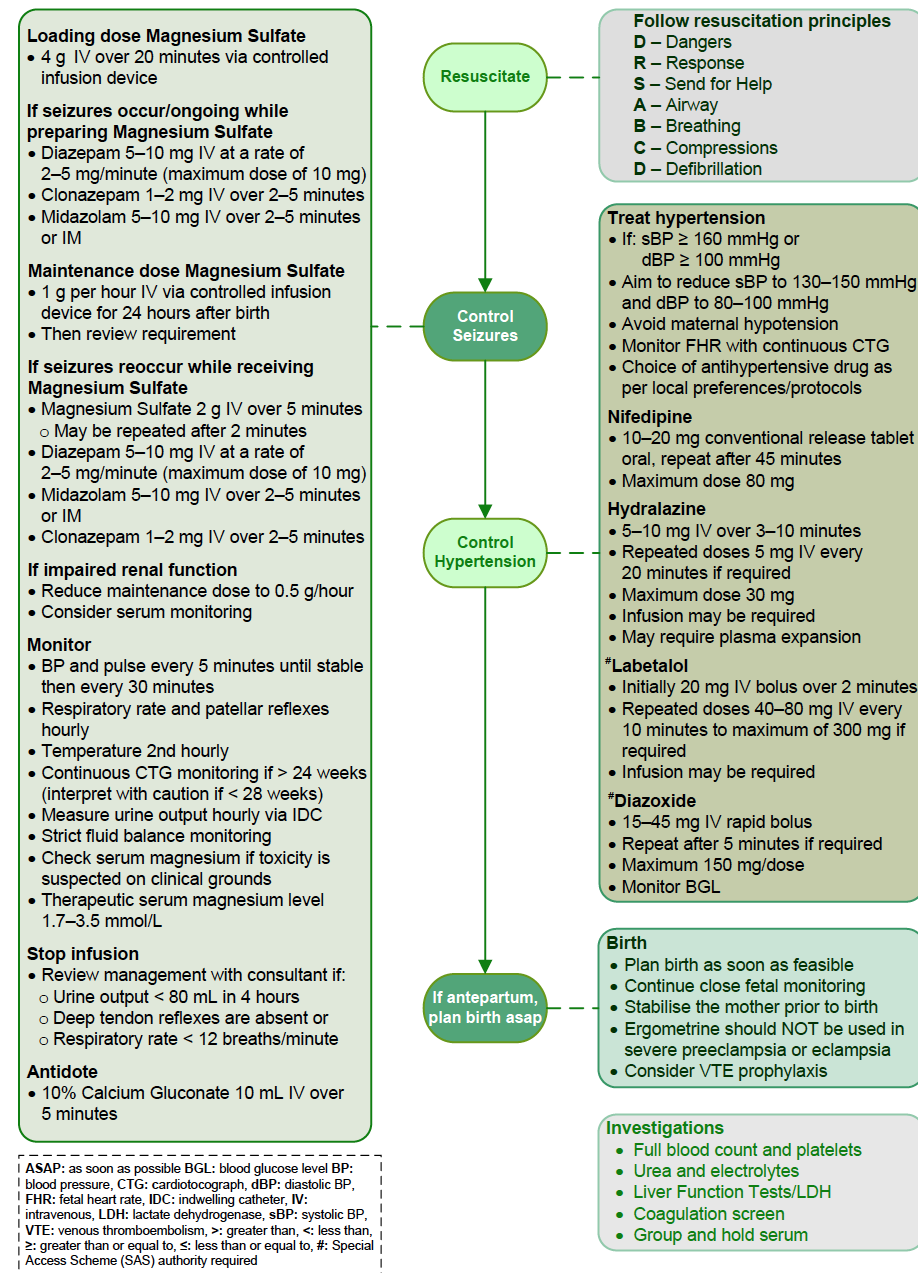 Loading dose Magnesium Sulfate
• 4 g IV over 20 minutes via controlled
infusion device
If seizures occur/ongoing while
preparing Magnesium Sulfate
• Diazepam 5–10 mg IV at a rate of
2–5 mg/minute (maximum dose of 10 mg)
• Clonazepam 1–2 mg IV over 2–5 minutes
• Midazolam 5–10 mg IV over 2–5 minutes
or IM
Maintenance dose Magnesium Sulfate
• 1 g per hour IV via controlled infusion
device for 24 hours after birth
• Then review requirement
If seizures reoccur while receiving
Magnesium Sulfate
• Magnesium Sulfate 2 g IV over 5 minutes
o May be repeated after 2 minutes
• Diazepam 5–10 mg IV at a rate of
2–5 mg/minute (maximum dose of 10 mg)
• Midazolam 5–10 mg IV over 2–5 minutes
or IM
• Clonazepam 1–2 mg IV over 2–5 minutes
If impaired renal function
• Reduce maintenance dose to 0.5 g/hour
• Consider serum monitoring
Monitor
• BP and pulse every 5 minutes until stable
then every 30 minutes
• Respiratory rate and patellar reflexes
hourly
• Temperature 2nd hourly
• Continuous CTG monitoring if > 24 weeks
(interpret with caution if < 28 weeks)
• Measure urine output hourly via IDC
• Strict fluid balance monitoring
• Check serum magnesium if toxicity is
suspected on clinical grounds
• Therapeutic serum magnesium level
1.7–3.5 mmol/L
Stop infusion
• Review management with consultant if:
o Urine output < 80 mL in 4 hours
o Deep tendon reflexes are absent or
o Respiratory rate < 12 breaths/minute
Antidote
• 10% Calcium Gluconate 10 mL IV over
5 minutes
ASAP: as soon as possible BGL: blood glucose level BP:
blood pressure, CTG: cardiotocograph, dBP: diastolic BP,
FHR: fetal heart rate, IDC: indwelling catheter, IV:
intravenous, LDH: lactate dehydrogenase, sBP: systolic BP,
VTE: venous thromboembolism, >: greater than, <: less than,
≥: greater than or equal to, ≤: less than or equal to, #: Special
Access Scheme (SAS) authority required
Resuscitate
Control
Seizures
Control
Hypertension
If antepartum,
plan birth asap
Follow resuscitation principles
D – Dangers
R – Response
S – Send for Help
A – Airway
B – Breathing
C – Compressions
D – Defibrillation
Treat hypertension
• If: sBP ≥ 160 mmHg or
dBP ≥ 100 mmHg
• Aim to reduce sBP to 130–150 mmHg
and dBP to 80–100 mmHg
• Avoid maternal hypotension
• Monitor FHR with continuous CTG
• Choice of antihypertensive drug as
per local preferences/protocols
Nifedipine
• 10–20 mg conventional release tablet
oral, repeat after 45 minutes
• Maximum dose 80 mg
Hydralazine
• 5–10 mg IV over 3–10 minutes
• Repeated doses 5 mg IV every
20 minutes if required
• Maximum dose 30 mg
• Infusion may be required
• May require plasma expansion
#Labetalol
• Initially 20 mg IV bolus over 2 minutes
• Repeated doses 40–80 mg IV every
10 minutes to maximum of 300 mg if
required
• Infusion may be required
#Diazoxide
• 15–45 mg IV rapid bolus
• Repeat after 5 minutes if required
• Maximum 150 mg/dose
• Monitor BGL
Birth
• Plan birth as soon as feasible
• Continue close fetal monitoring
• Stabilise the mother prior to birth
• Ergometrine should NOT be used in
severe preeclampsia or eclampsia
• Consider VTE prophylaxis
Investigations
• Full blood count and platelets
• Urea and electrolytes
• Liver Function Tests/LDH
• Coagulation screen
• Group and hold serum